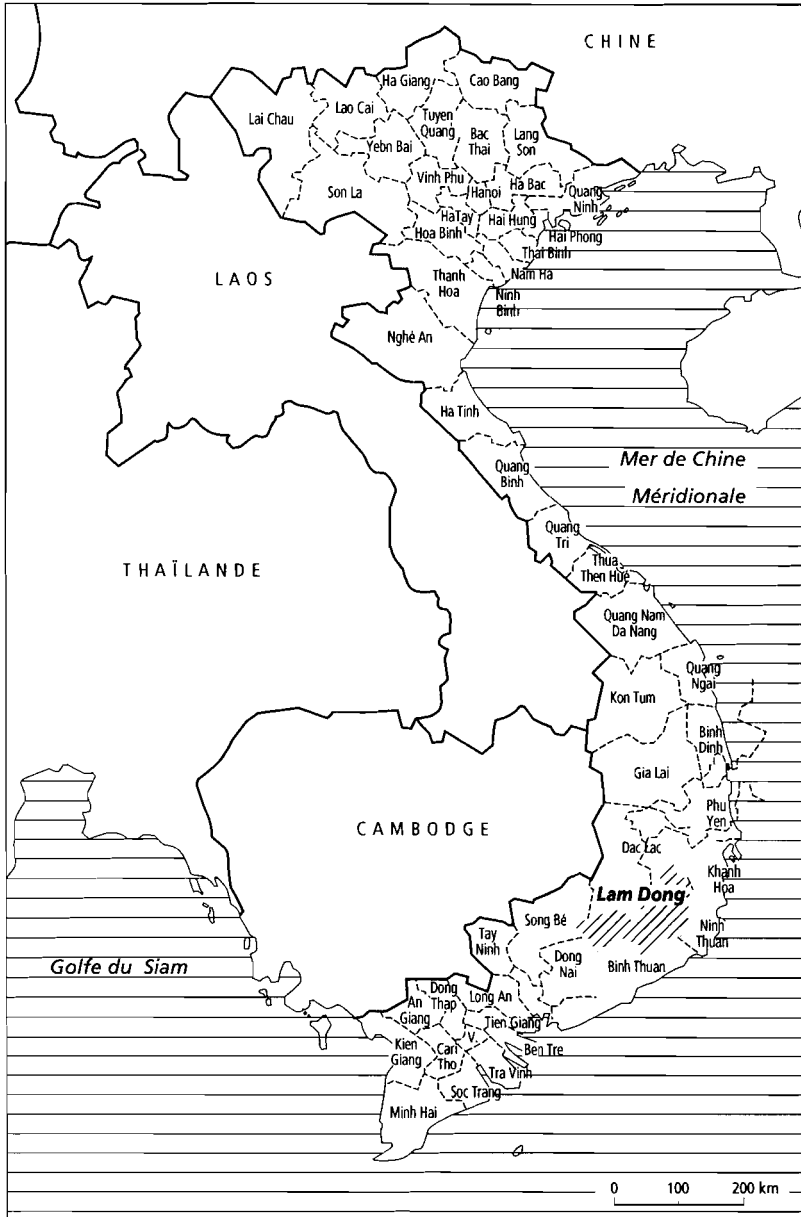 CHINE
Ha Giang
Cao Bang
Lao Cai
Lai Chau
Tuyen
Quang
Bac
Thai
Lang
Son
Yebn Bai
Vinh Phu
Hanoi
Ha Bac
Quang
Ninh
Son La
HaTay
Hai Hung
Hoa Binh
Hai Phong
Thai Binh
Nam Ha
Thanh
Hoa
Ninh
Binh
LAOS
Nghé An
Ha Tinh
Quang
Binh
Mer de Chine
Méridionale
Quang
Tri
Thua
Then Hué
THAÏLANDE
Quang Nam
Da Nang
Quang
Ngai
Kon Tum
Binh
Dinh
Gia Lai
Phu
Yen
CAMBODGE
Dac Lac
Khanh
Hoa
Lam Dong
Song Bé
Ninh
Thuan
Tay
Ninh
Dong
Nai
Binh Thuan
Golfe du Siam
Dong
Thap
Long An
An
Giang
Tien Giang
V.
Ben Tre
Kien
Giang
Cari
Tho
Tra Vinh
Soc Trang
Minh Hai
0 100 200 km